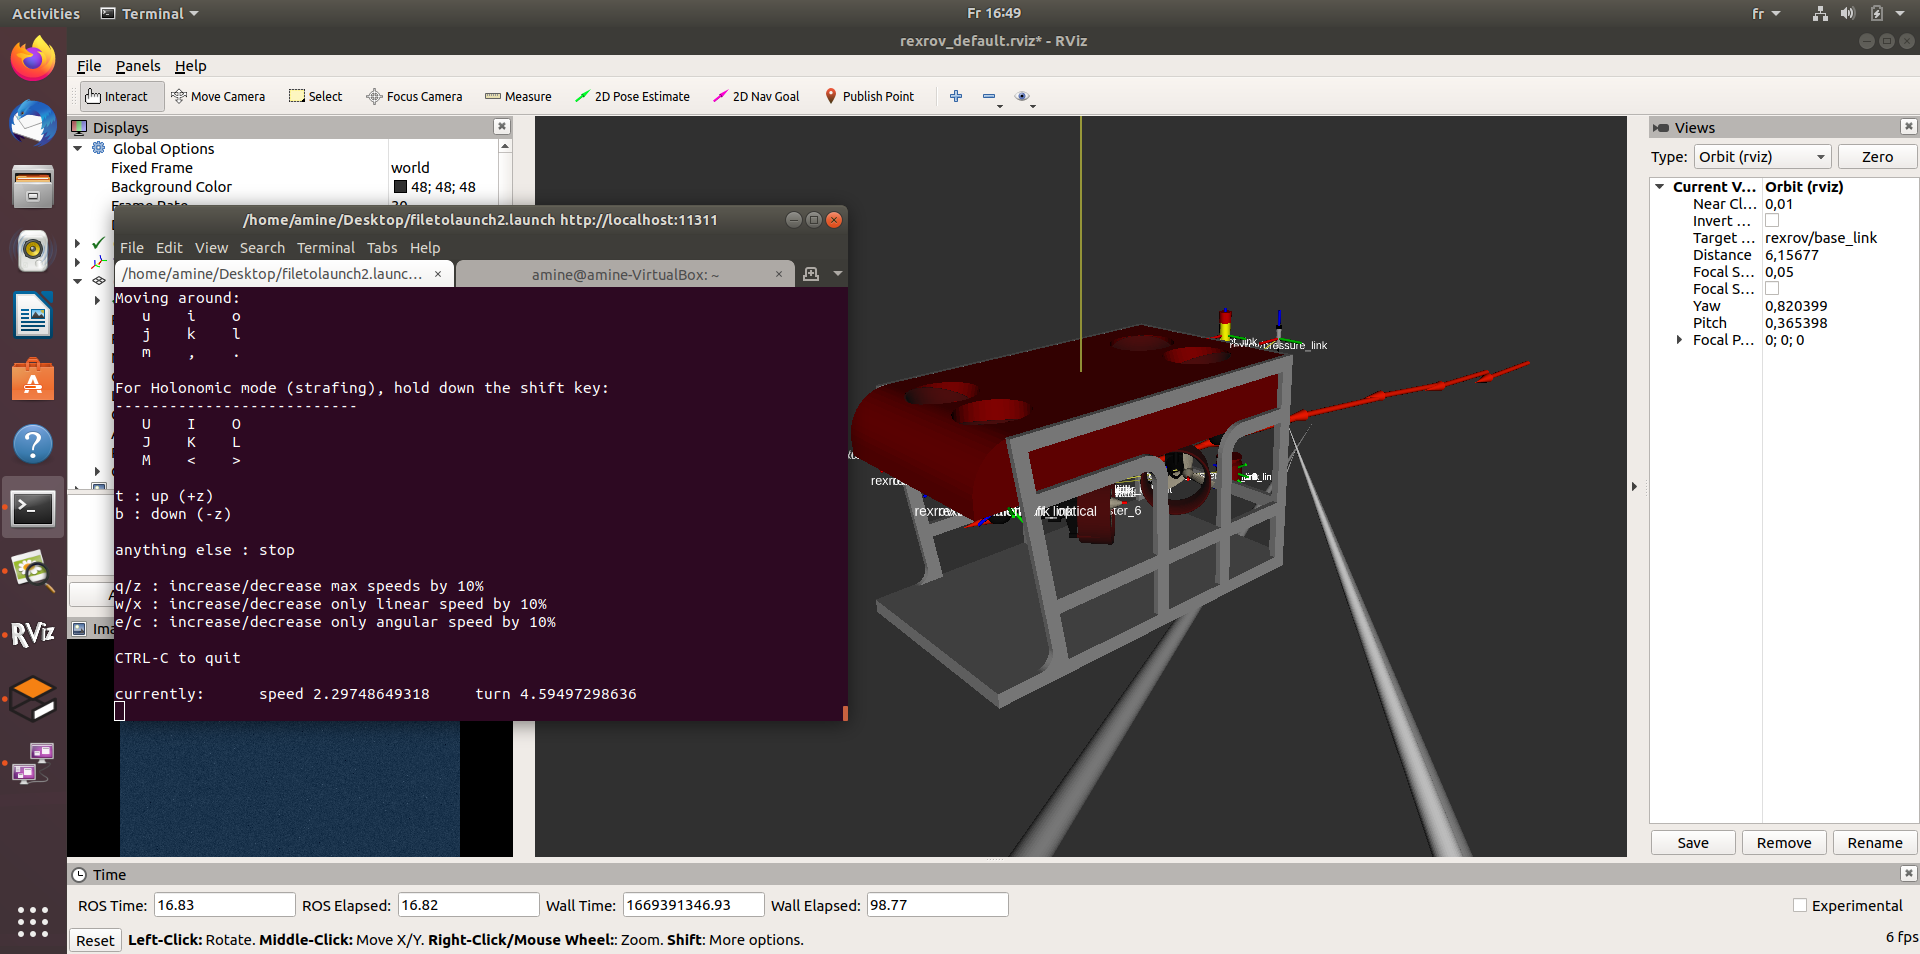 Activities
Terminal
Fr 16:49
fr
rexrov_default.rviz* - RViz
File Panels Help
Interact Move Camera Select Focus Camera Measure 2D Pose Estimate 2D Nav Goal Publish Point
Displays
Global Options
Fixed Frame world
Background Color 48; 48; 48
/home/amine/Desktop/filetolaunch2.launch http://localhost:11311
File Edit View Search Terminal Tabs Help
/home/amine/Desktop/filetolaunch2.launc... ×
amine@amine-VirtualBox: ~ ×
Moving around:
u i o
j k l
m , .
For Holonomic mode (strafing), hold down the shift key:
---------------------------
U I O
J K L
M < >
t : up (+z)
b : down (-z)
anything else : stop
q/z : increase/decrease max speeds by 10%
w/x : increase/decrease only linear speed by 10%
e/c : increase/decrease only angular speed by 10%
CTRL-C to quit
currently: speed 2.29748649318 turn 4.59497298636
Ima
RViz
rexrov/pressure_link
ster_6
Views
Type: Orbit (rviz) Zero
Current V... Orbit (rviz)
Near Cl... 0,01
Invert ...
Target ... rexrov/base_link
Distance 6,15677
Focal S... 0,05
Focal S...
Yaw 0,820399
Pitch 0,365398
Focal P... 0; 0; 0
Save Remove Rename
Time
ROS Time: 16.83 ROS Elapsed: 16.82 Wall Time: 1669391346.93 Wall Elapsed: 98.77
Experimental
Reset Left-Click: Rotate. Middle-Click: Move X/Y. Right-Click/Mouse Wheel:: Zoom. Shift: More options.
6 fps